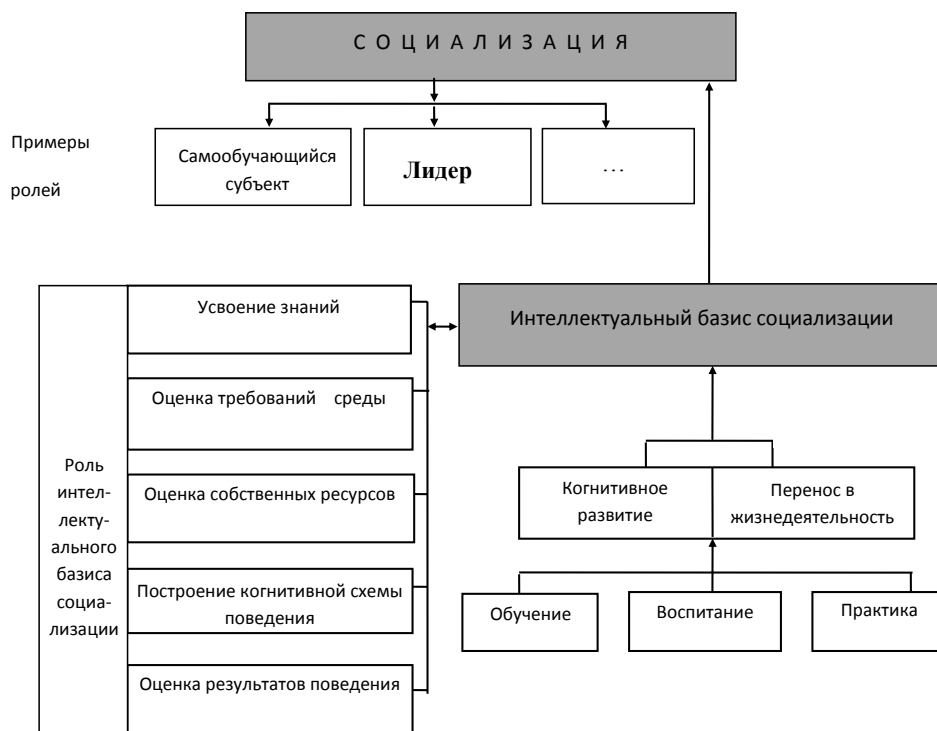 С О Ц И А Л И З А Ц И Я
Примеры
ролей
Самообучающийся
субъект
Лидер
...
Роль
интел-
лекту-
ального
базиса
социа-
лизации
Усвоение знаний
Оценка требований среды
Оценка собственных ресурсов
Построение когнитивной схемы
поведения
Оценка результатов поведения
Интеллектуальный базис социализации
Когнитивное
развитие
Перенос в
жизнедеятельность
Обучение
Воспитание
Практика